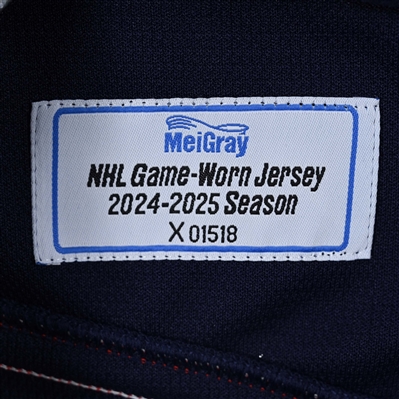 MeiGray
NHL Game-Worn Jersey
2024-2025 Season
X 01518